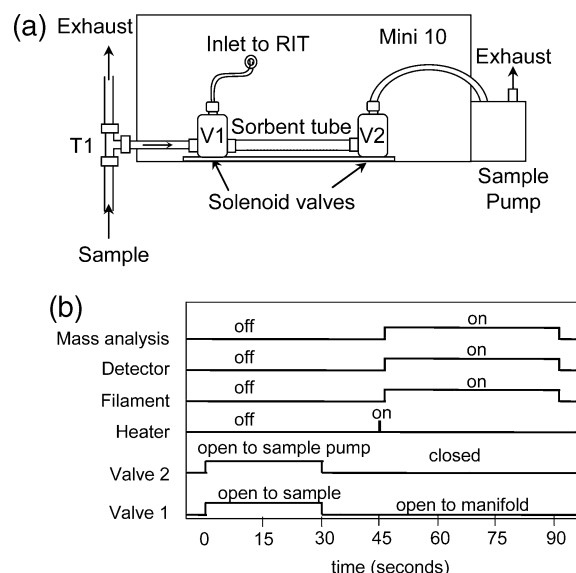 (a)
Exhaust
Inlet to RIT
Mini 10
Exhaust
T1
V1
Sorbent tube
V2
Solenoid valves
Sample
Pump
Sample
(b)
Mass analysis
off
on
Detector
off
on
Filament
off
on
Heater
off
on
Valve 2
open to sample pump
closed
Valve 1
open to sample
open to manifold
0 15 30 45 60 75 90
time (seconds)